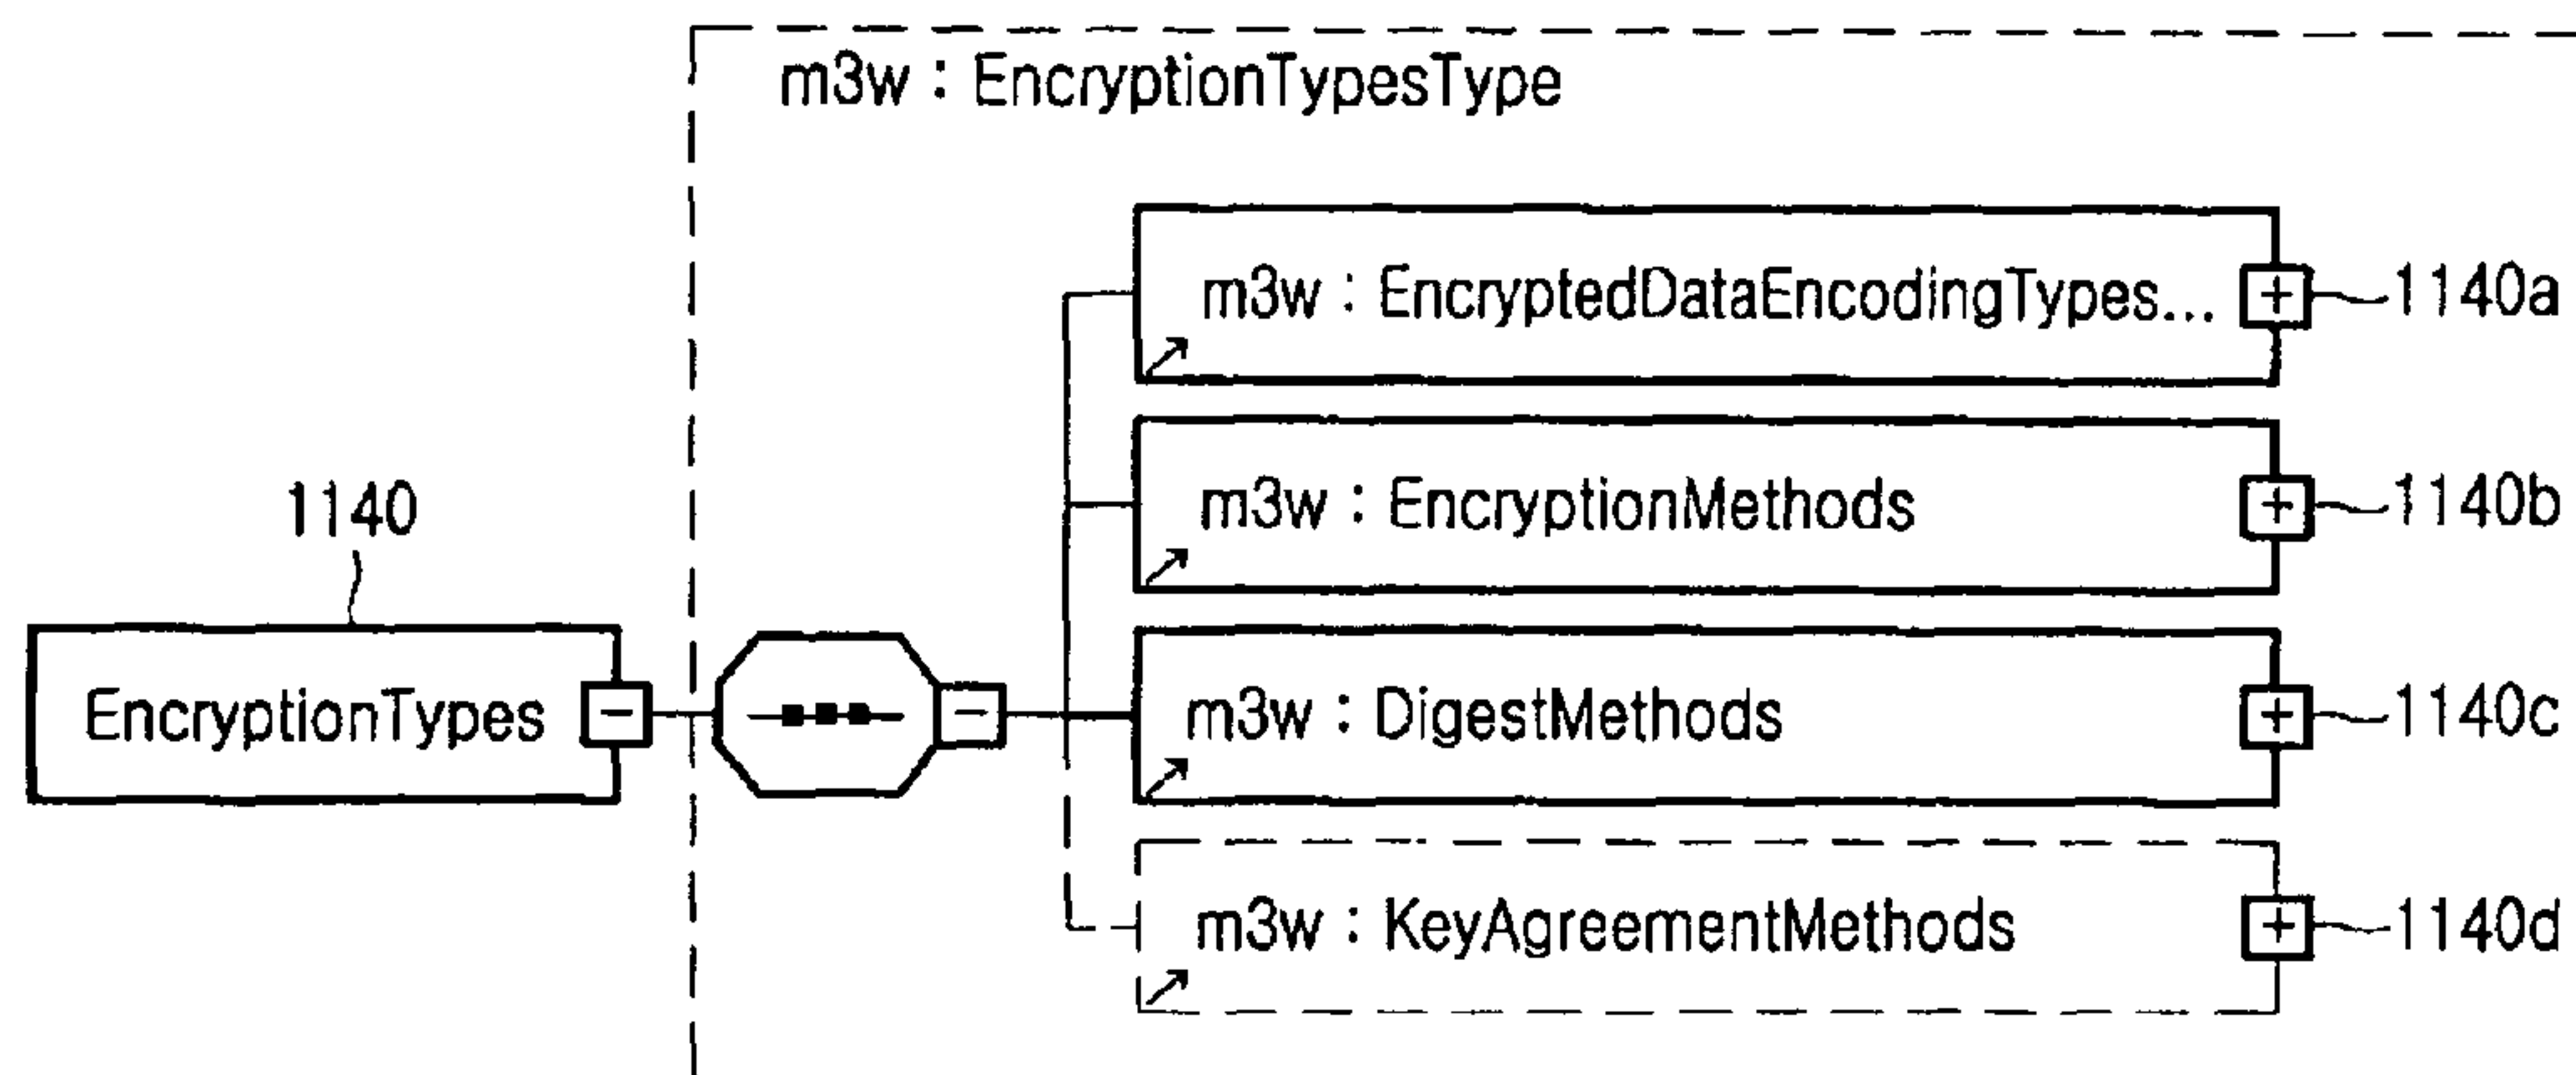 m3w : EncryptionTypesType
m3w : EncryptedDataEncodingTypes...
1140a
m3w : EncryptionMethods
1140b
1140
EncryptionTypes
m3w : DigestMethods
1140c
m3w : KeyAgreementMethods
1140d